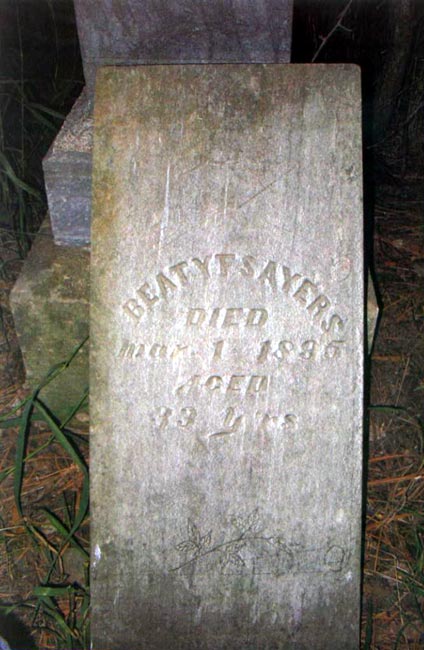 BEATY F SAYERS
DIED
Mar. 1 1895
AGED
33 Yrs